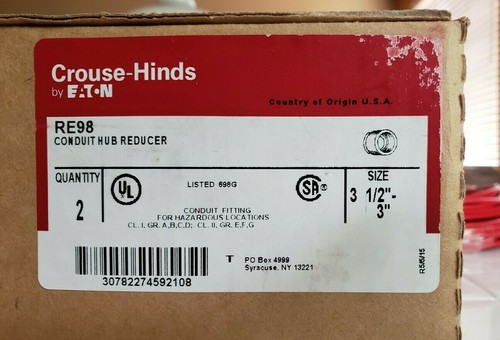 Crouse-Hinds
by EATON
Country of Origin U.S.A.
RE98
CONDUIT HUB REDUCER
QUANTITY
2
UL
LISTED 698G
SA
SIZE
3 1/2"-
3"
CONDUIT FITTING
FOR HAZARDOUS LOCATIONS
CL. I, GR. A,B,C,D; CL. II, GR. E,F,G
30782274592108
T
PO Box 4999
Syracuse, NY 13221
R5/6/15